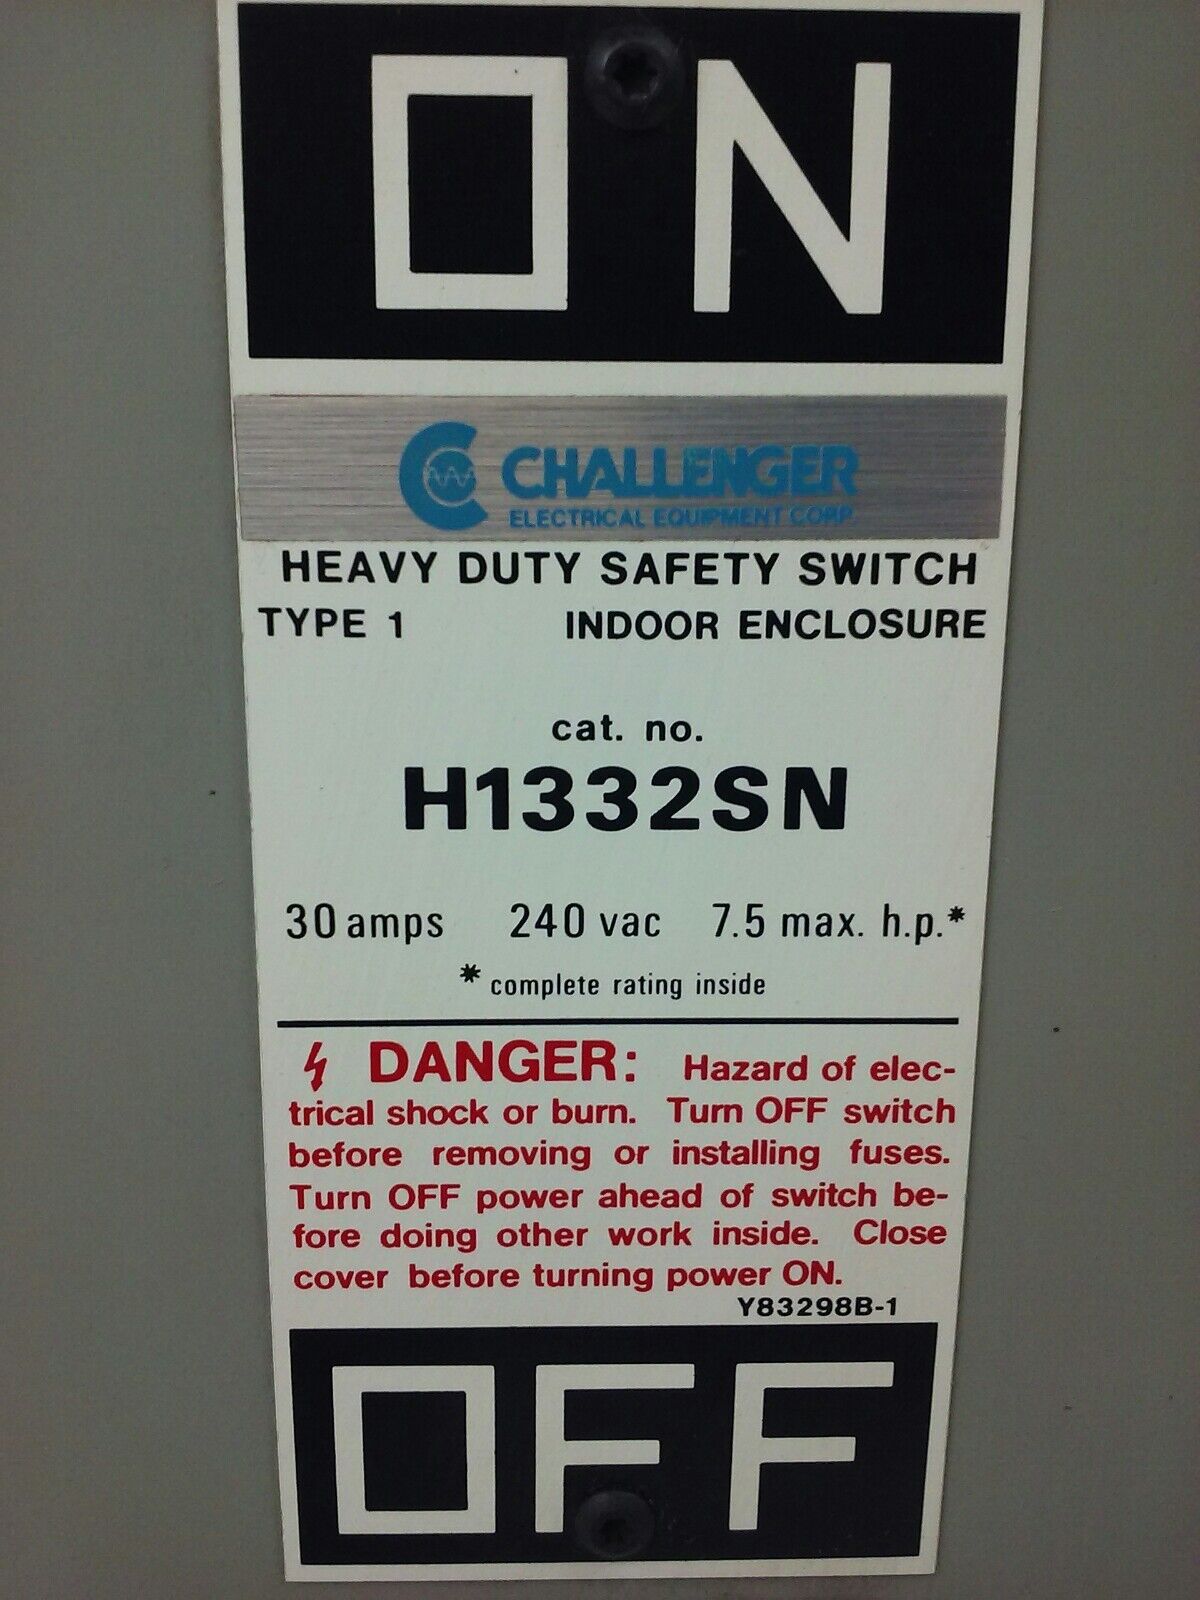 ON
CHALLENGER
ELECTRICAL EQUIPMENT CORP.
HEAVY DUTY SAFETY SWITCH
TYPE 1 INDOOR ENCLOSURE
cat. no.
H1332SN
30 amps 240 vac 7.5 max. h.p.*
* complete rating inside
DANGER: Hazard of elec-
trical shock or burn. Turn OFF switch
before removing or installing fuses.
Turn OFF power ahead of switch be-
fore doing other work inside. Close
cover before turning power ON.
Y83298B-1
OFF